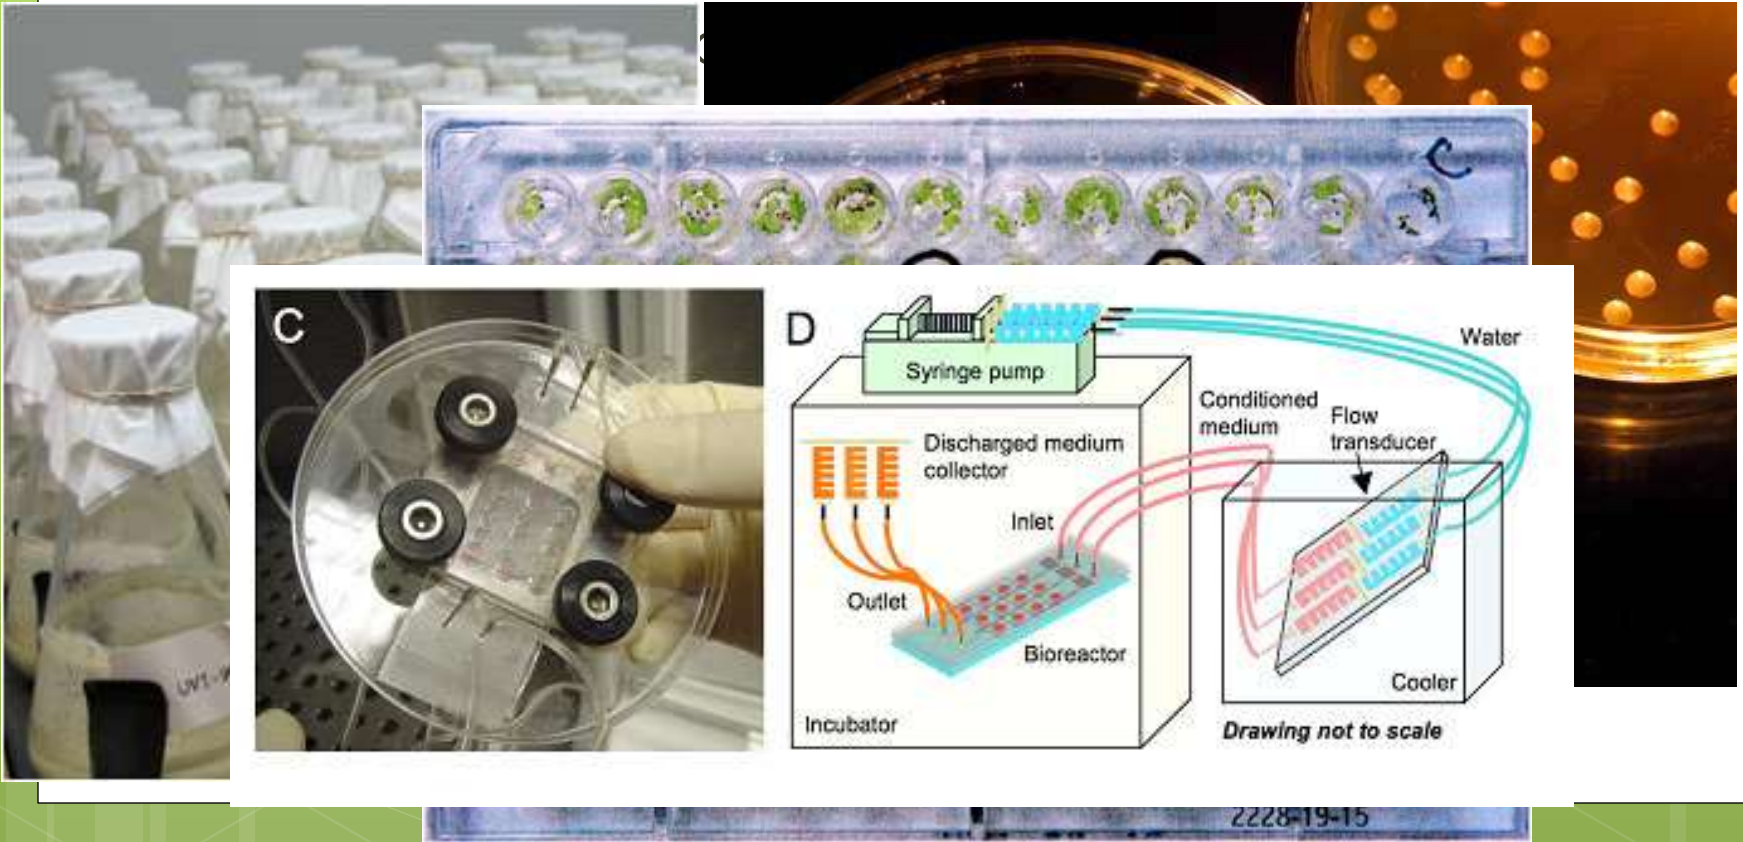 C
C
D
Syringe pump
Water
Conditioned
medium
Flow
transducer
Discharged medium
collector
Inlet
Outlet
Bioreactor
Incubator
Cooler
Drawing not to scale
2228-19-15